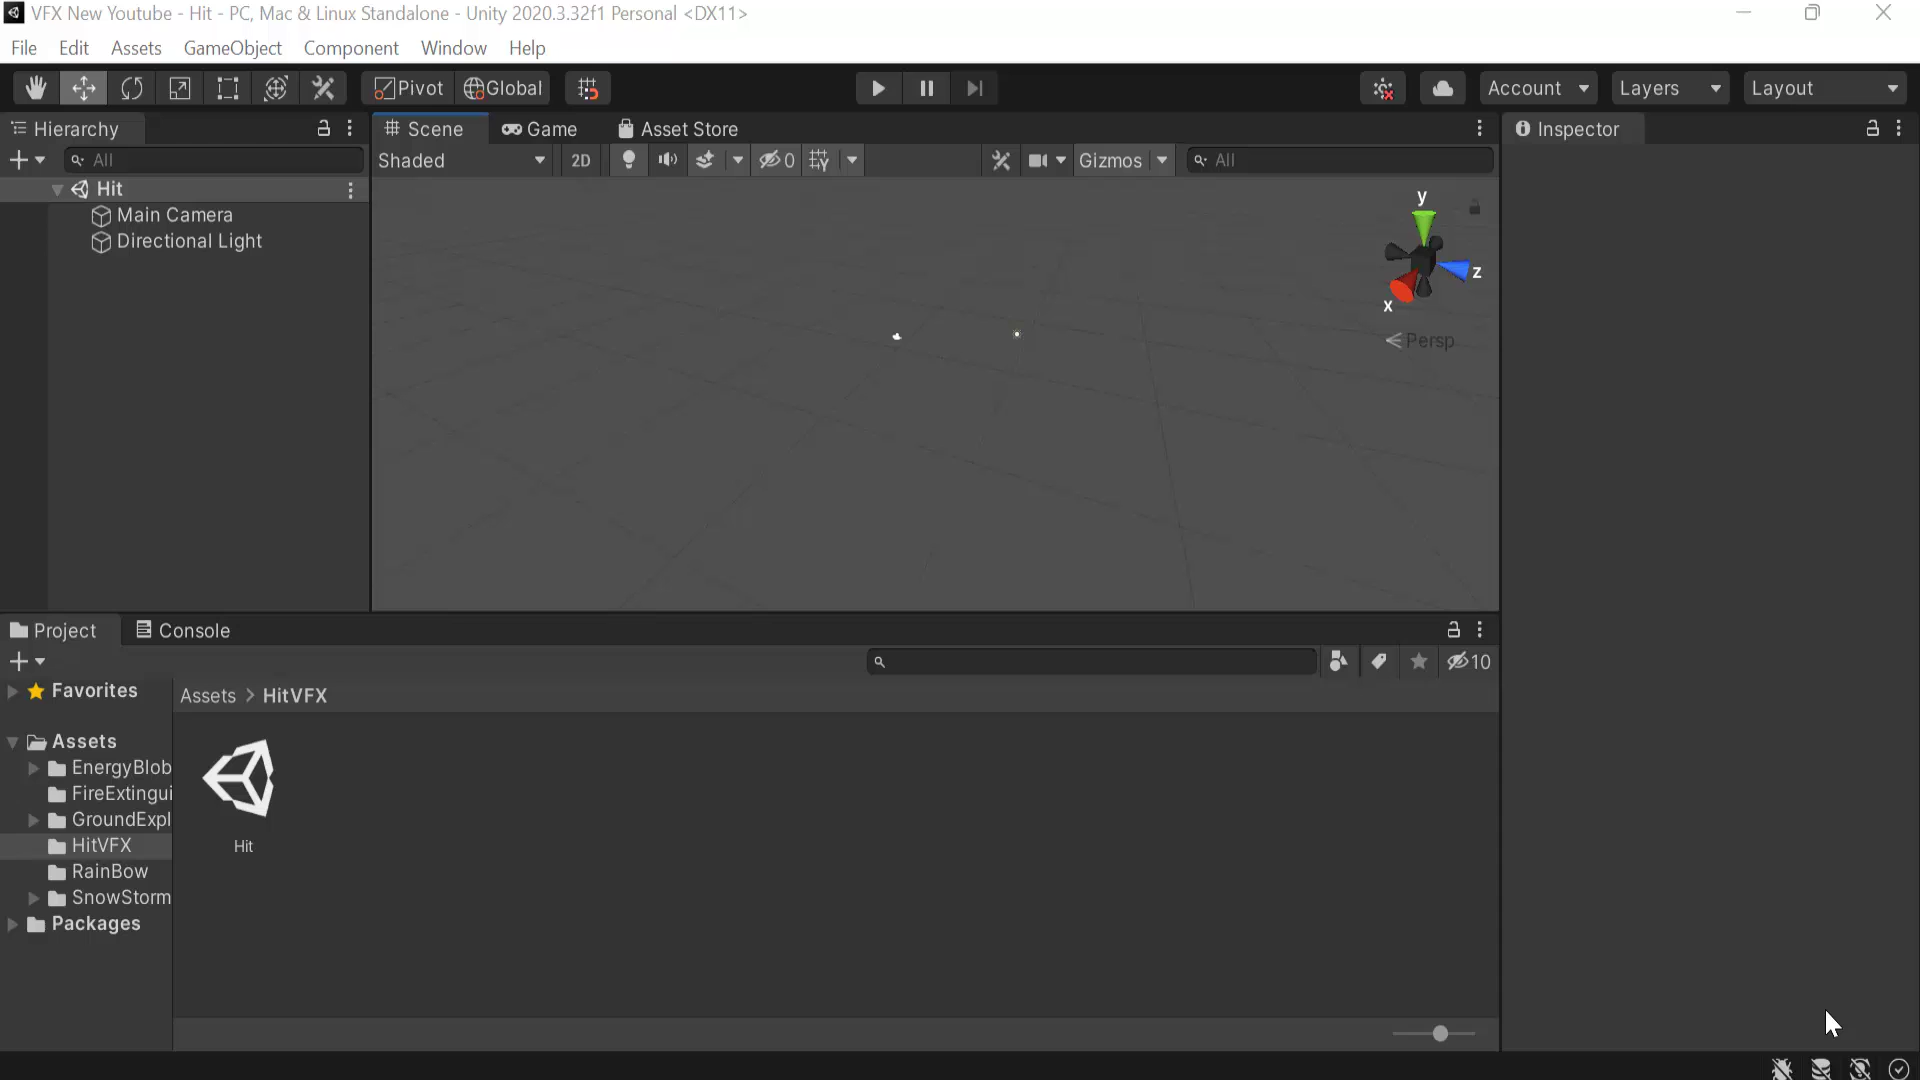 VFX New Youtube - Hit - PC, Mac & Linux Standalone - Unity 2020.3.32f1 Personal <DX11>
File Edit Assets GameObject Component Window Help
Pivot Global Account Layers Layout
Hierarchy Scene Game Asset Store Inspector
All Shaded 2D 0 Gizmos All
Hit
Main Camera
Directional Light
y
z
x
Persp
Project Console
10
Favorites
Assets > HitVFX
Assets
EnergyBlob
FireExtingui
GroundExpl
HitVFX
RainBow
SnowStorm
Packages
Hit